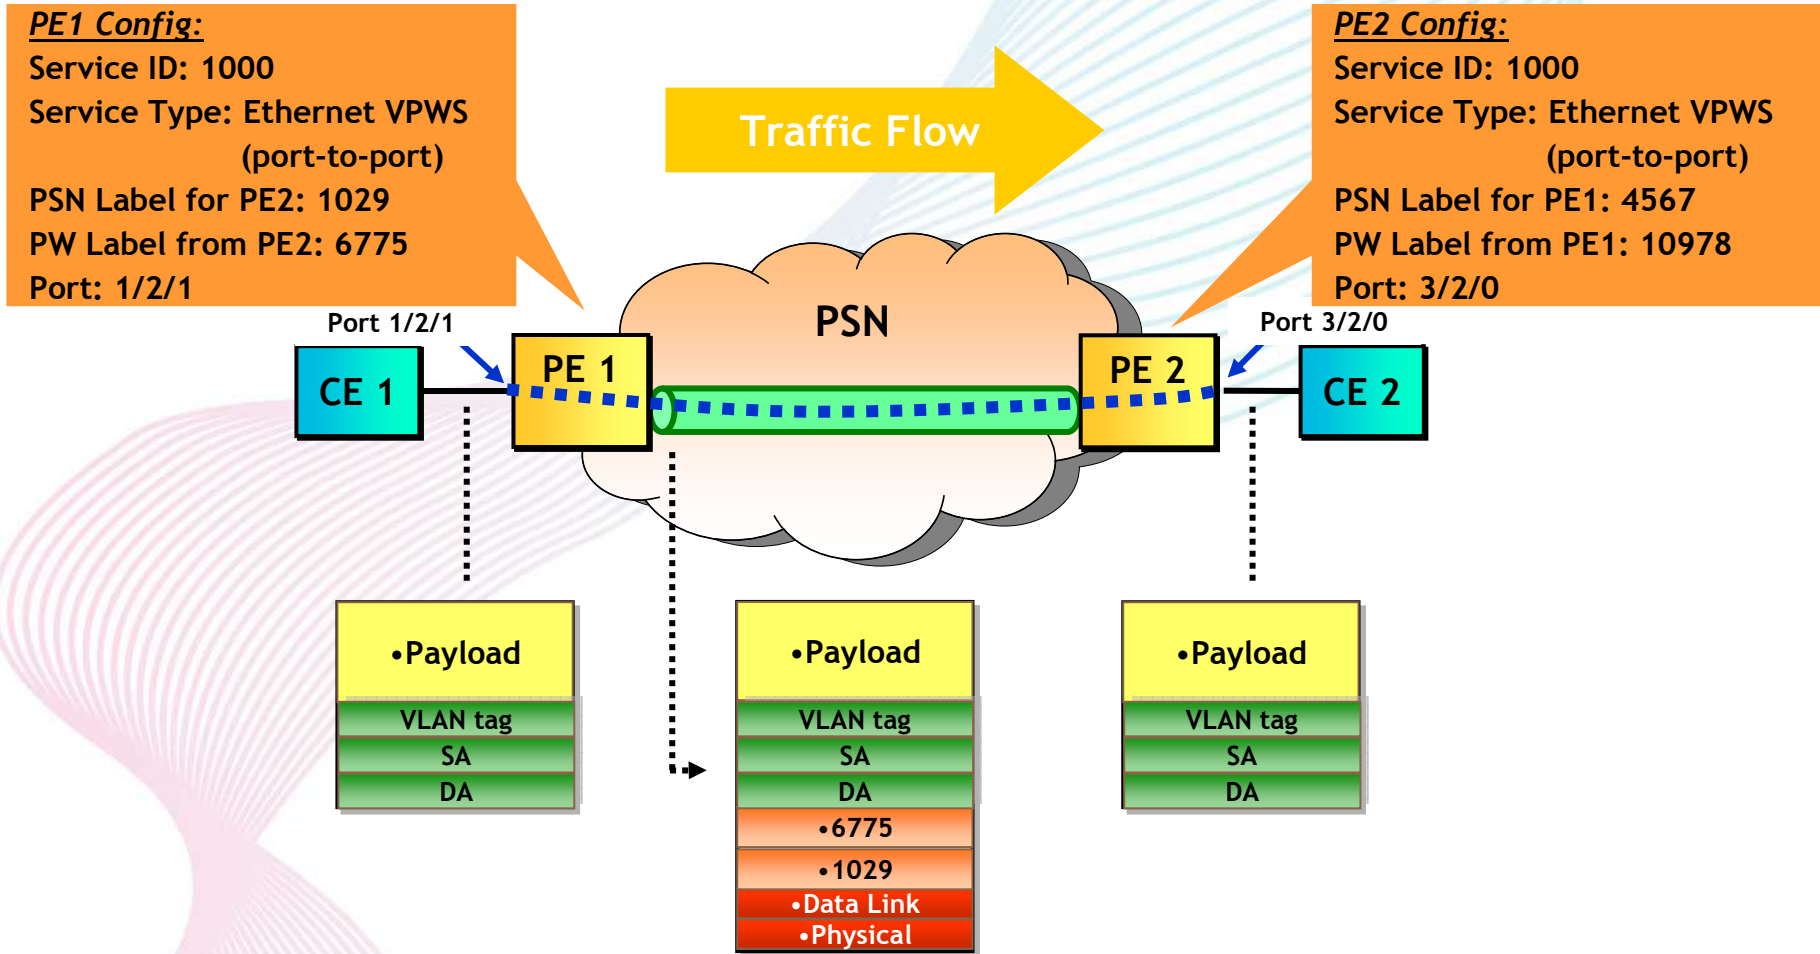 PE1 Config:
Service ID: 1000
Service Type: Ethernet VPWS
(port-to-port)
PSN Label for PE2: 1029
PW Label from PE2: 6775
Port: 1/2/1
Traffic Flow
PE2 Config:
Service ID: 1000
Service Type: Ethernet VPWS
(port-to-port)
PSN Label for PE1: 4567
PW Label from PE1: 10978
Port: 3/2/0
Port 1/2/1
PSN
Port 3/2/0
CE 1
PE 1
PE 2
CE 2
•Payload
VLAN tag
SA
DA
•Payload
VLAN tag
SA
DA
•6775
•1029
•Data Link
•Physical
•Payload
VLAN tag
SA
DA